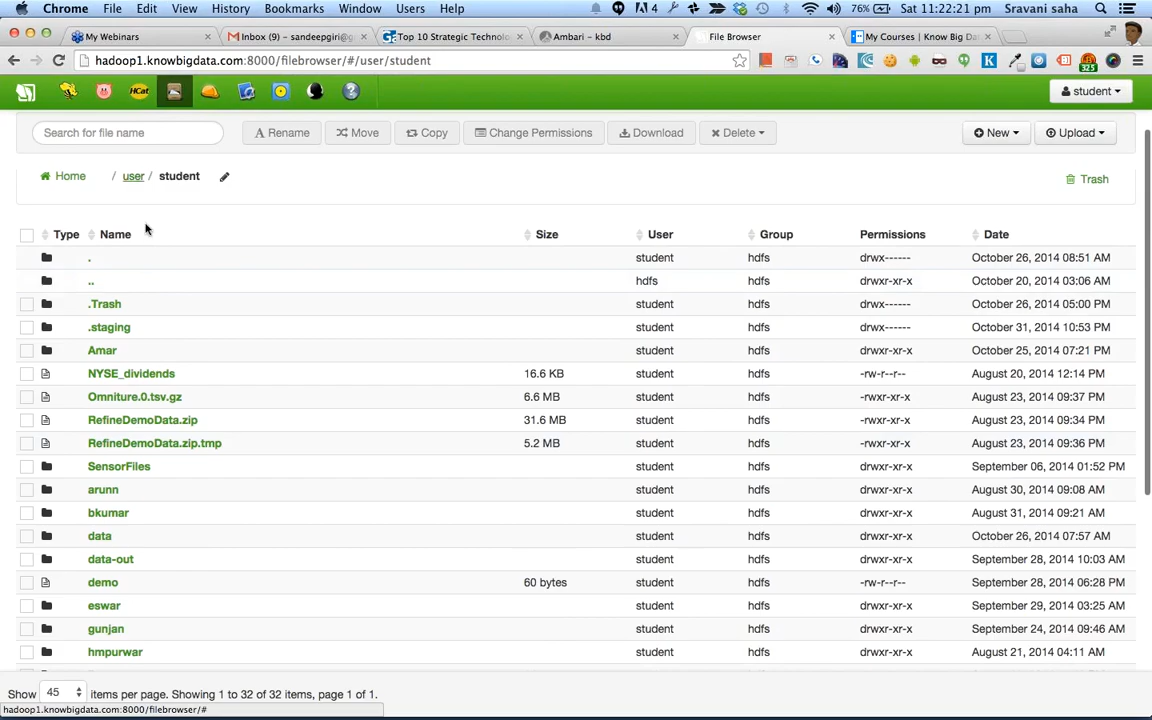 Chrome File Edit View History Bookmarks Window Users Help 4 76% Sat 11:22:21 pm Sravani saha
My Webinars Inbox (9) – sandeepgiri@g Top 10 Strategic Technolo Ambari - kbd File Browser My Courses | Know Big Da
hadoop1.knowbigdata.com:8000/filebrowser/#/user/student 325
HCat student
Search for file name Rename Move Copy Change Permissions Download Delete New Upload
Home / user / student Trash
Type Name Size User Group Permissions Date
. student hdfs drwx------ October 26, 2014 08:51 AM
.. hdfs hdfs drwxr-xr-x October 20, 2014 03:06 AM
.Trash student hdfs drwx------ October 26, 2014 05:00 PM
.staging student hdfs drwx------ October 31, 2014 10:53 PM
Amar student hdfs drwxr-xr-x October 25, 2014 07:21 PM
NYSE_dividends 16.6 KB student hdfs -rw-r--r-- August 20, 2014 12:14 PM
Omniture.0.tsv.gz 6.6 MB student hdfs -rwxr-xr-x August 23, 2014 09:37 PM
RefineDemoData.zip 31.6 MB student hdfs -rwxr-xr-x August 23, 2014 09:34 PM
RefineDemoData.zip.tmp 5.2 MB student hdfs -rwxr-xr-x August 23, 2014 09:36 PM
SensorFiles student hdfs drwxr-xr-x September 06, 2014 01:52 PM
arunn student hdfs drwxr-xr-x August 30, 2014 09:08 AM
bkumar student hdfs drwxr-xr-x August 31, 2014 09:21 AM
data student hdfs drwxr-xr-x October 26, 2014 07:57 AM
data-out student hdfs drwxr-xr-x September 28, 2014 10:03 AM
demo 60 bytes student hdfs -rw-r--r-- September 28, 2014 06:28 PM
eswar student hdfs drwxr-xr-x September 29, 2014 03:25 AM
gunjan student hdfs drwxr-xr-x September 24, 2014 09:46 AM
hmpurwar student hdfs drwxr-xr-x August 21, 2014 04:11 AM
Show 45 items per page. Showing 1 to 32 of 32 items, page 1 of 1.
hadoop1.knowbigdata.com:8000/filebrowser/#